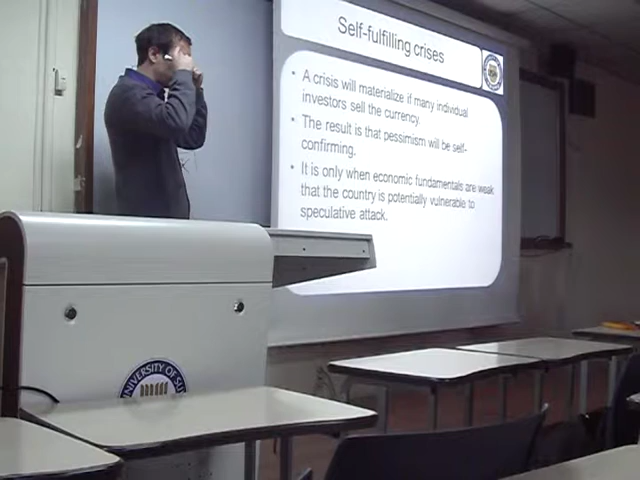 Self-fulfilling crises
• A crisis will materialize if many individual
investors sell the currency.
• The result is that pessimism will be self-
confirming.
• It is only when economic fundamentals are weak
that the country is potentially vulnerable to
speculative attack.
UNIVERSITY OF SU